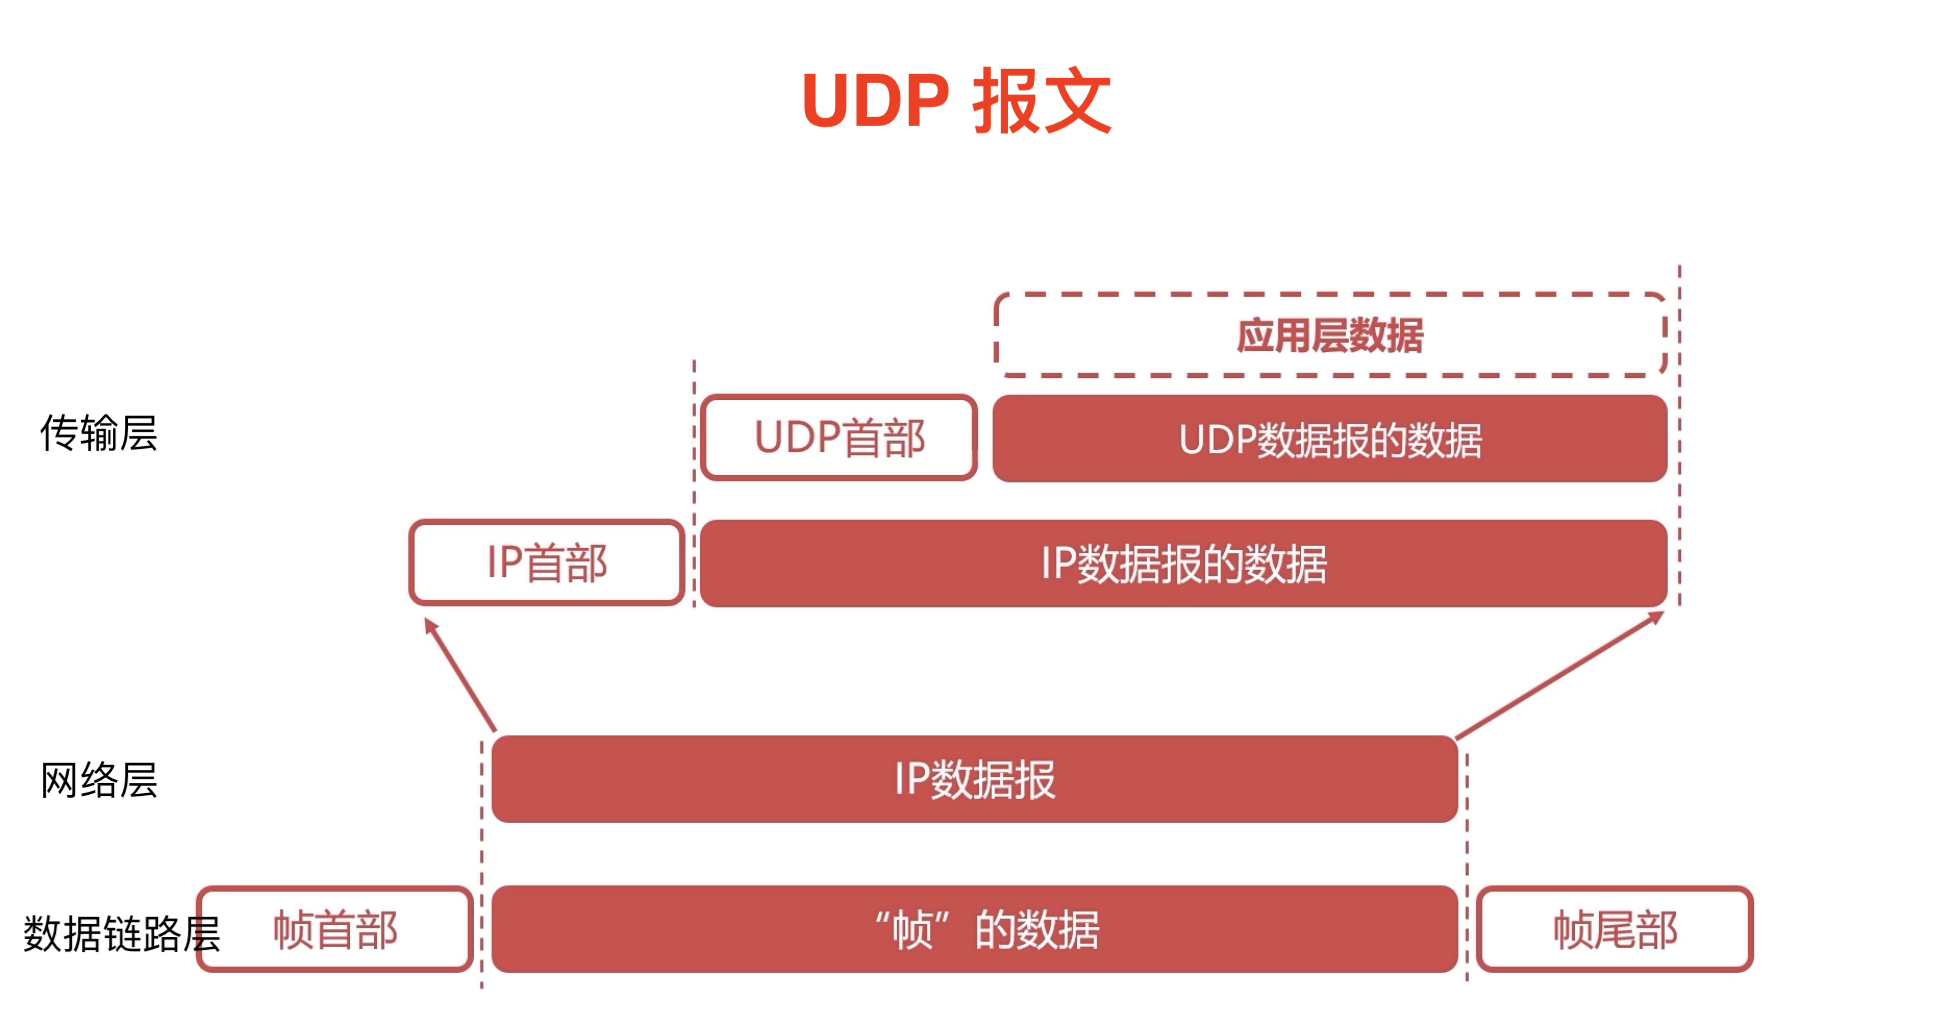 UDP 报文
应用层数据
传输层
UDP首部
UDP数据报的数据
IP首部
IP数据报的数据
网络层
IP数据报
数据链路层
帧首部
“帧”的数据
帧尾部